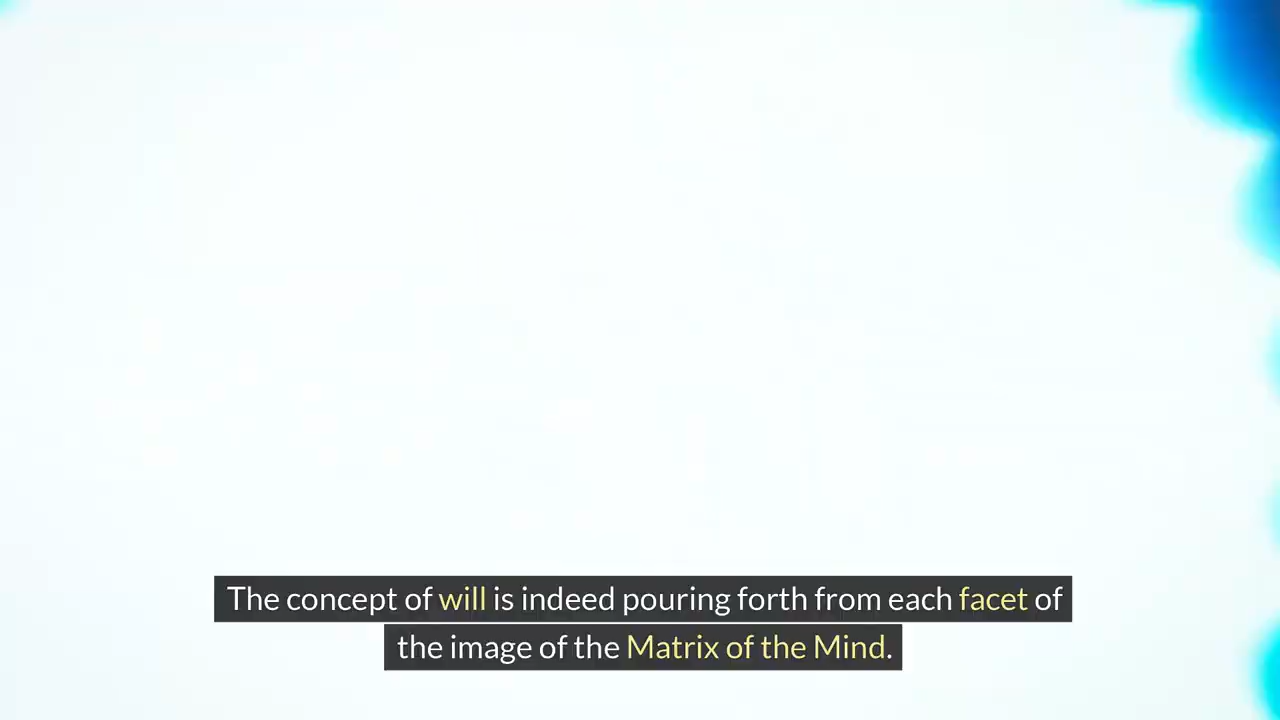 The concept of will is indeed pouring forth from each facet of
the image of the Matrix of the Mind.